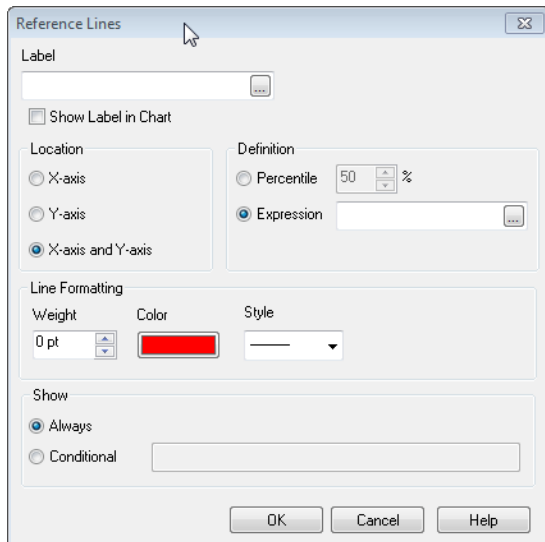 Reference Lines
Label
...
Show Label in Chart
Location
X-axis
Y-axis
X-axis and Y-axis
Definition
Percentile 50 %
Expression ...
Line Formatting
Weight Color Style
0 pt
Show
Always
Conditional
OK Cancel Help